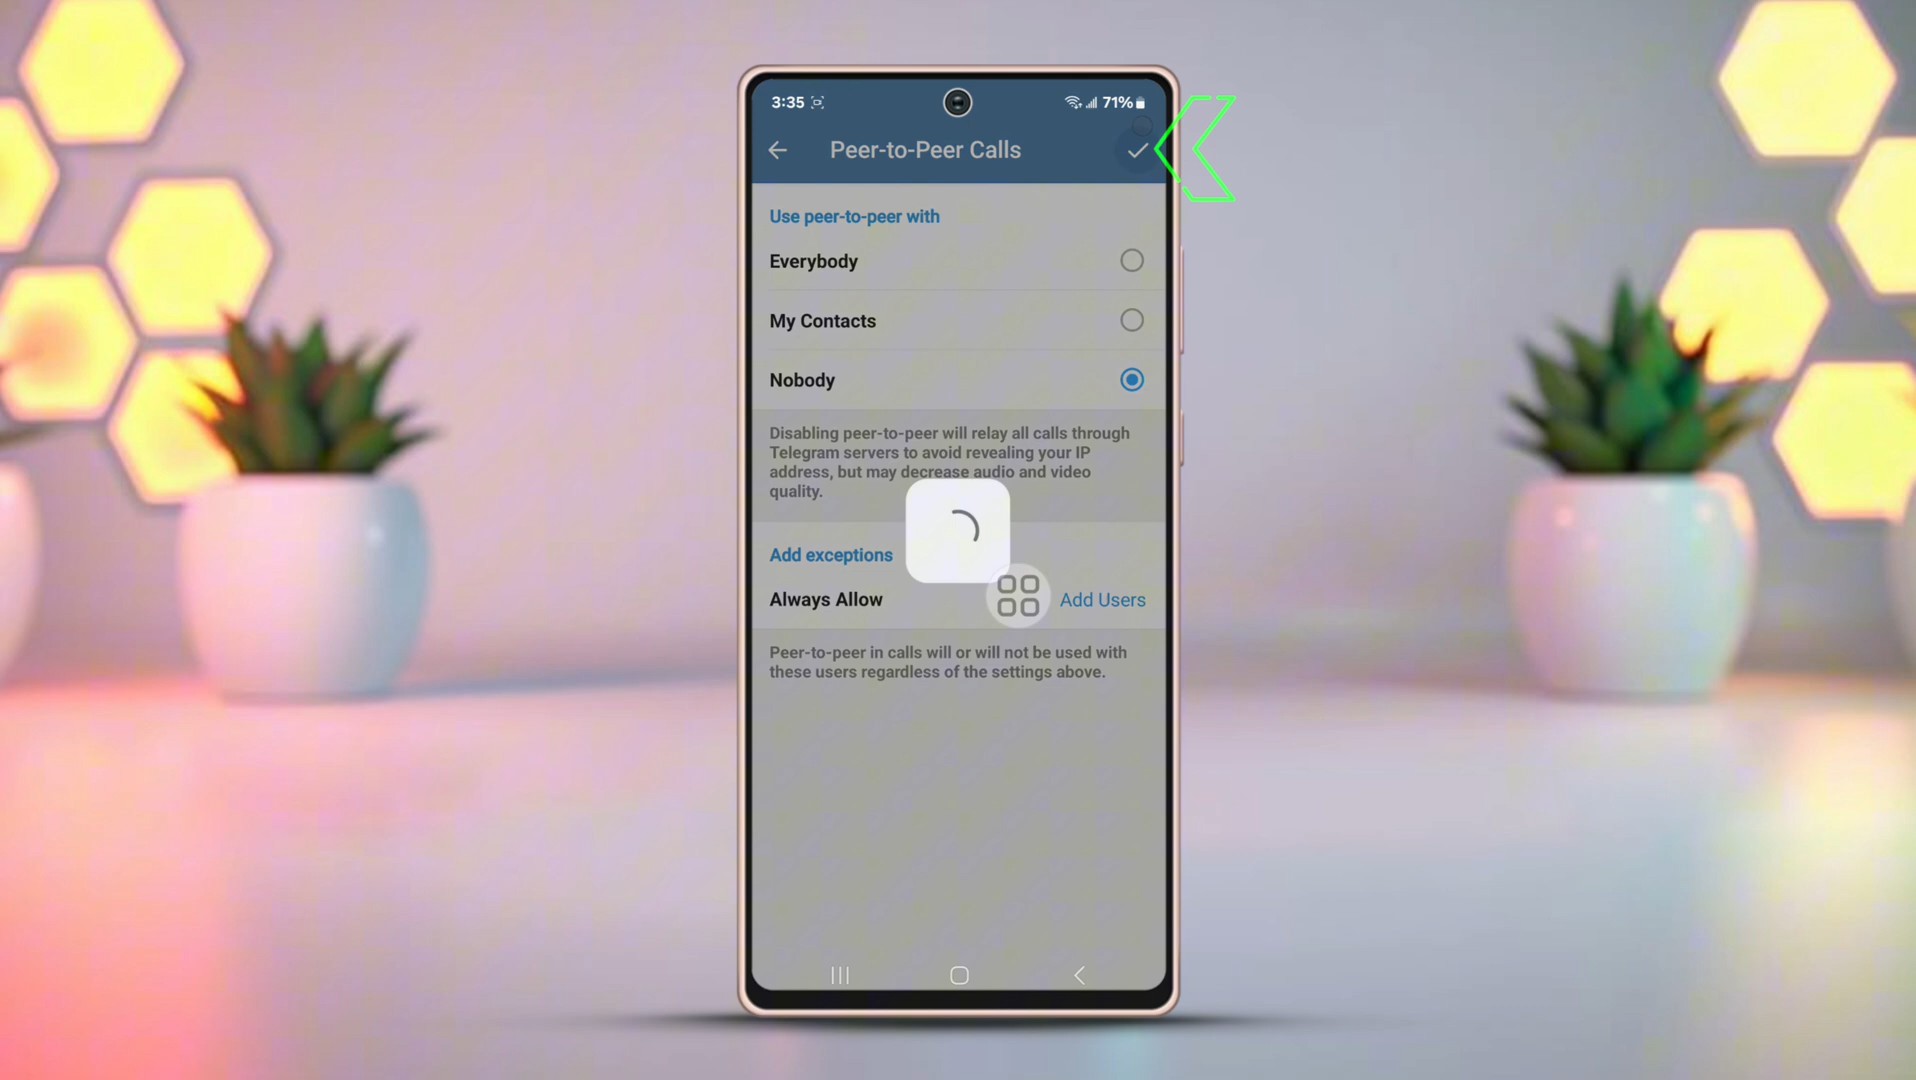 3:35
71%
Peer-to-Peer Calls
Use peer-to-peer with
Everybody
My Contacts
Nobody
Disabling peer-to-peer will relay all calls through
Telegram servers to avoid revealing your IP
address, but may decrease audio and video
quality.
Add exceptions
Always Allow
Add Users
Peer-to-peer in calls will or will not be used with
these users regardless of the settings above.